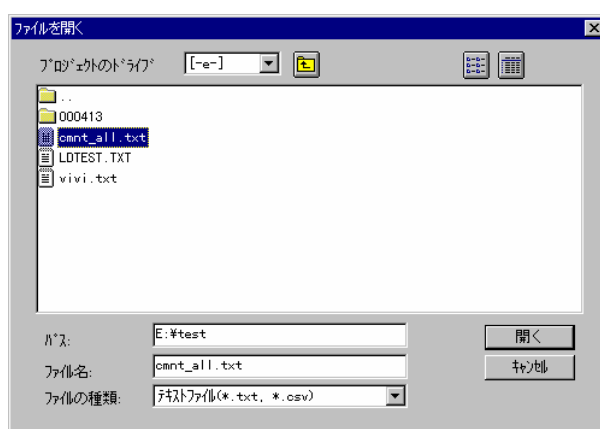 ファイルを開く
プロジェクトのドライブ [-e-]
..
000413
cmnt_all.txt
LDTEST.TXT
vivi.txt
パス: E:¥test 開く
ファイル名: cmnt_all.txt キャンセル
ファイルの種類: テキストファイル(*.txt, *.csv)